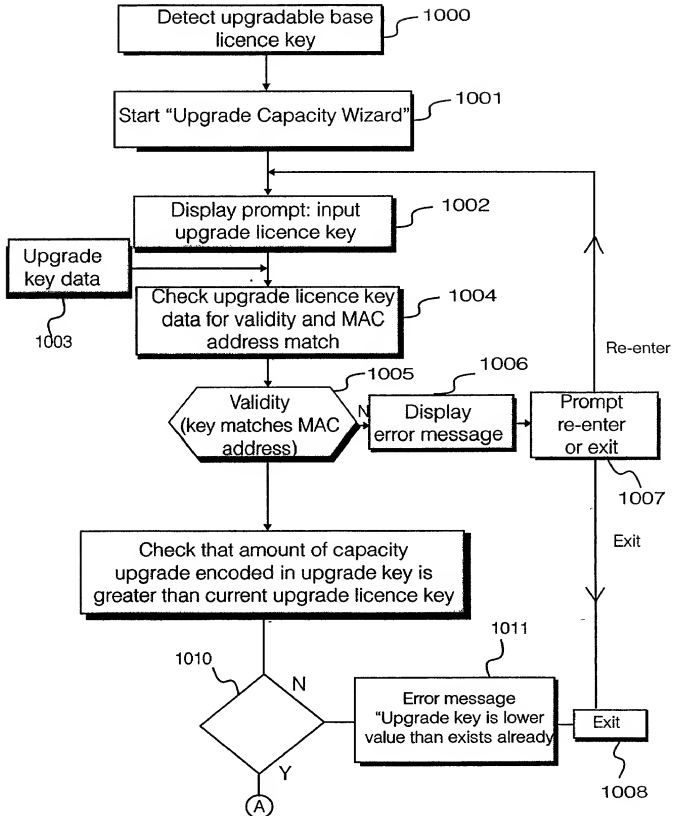 Detect upgradable base
licence key
1000
Start "Upgrade Capacity Wizard"
1001
Display prompt: input
upgrade licence key
1002
Upgrade
key data
1003
Check upgrade licence key
data for validity and MAC
address match
1004
Re-enter
1005
Validity
(key matches MAC
address)
N
1006
Display
error message
Prompt
re-enter
or exit
1007
Exit
Check that amount of capacity
upgrade encoded in upgrade key is
greater than current upgrade licence key
1010
N
Y
1011
Error message
"Upgrade key is lower
value than exists already
Exit
1008
A